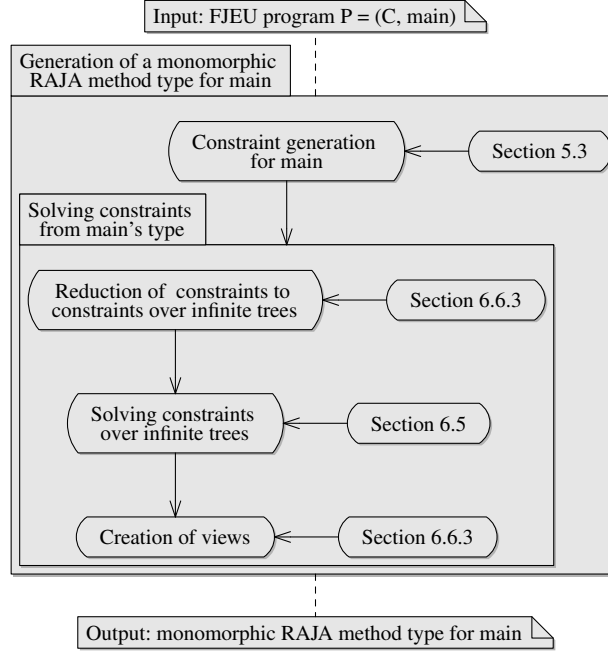 Input: FJEU program P = (C, main)
Generation of a monomorphic
RAJA method type for main
Constraint generation
for main
Section 5.3
Solving constraints
from main's type
Reduction of constraints to
constraints over infinite trees
Section 6.6.3
Solving constraints
over infinite trees
Section 6.5
Creation of views
Section 6.6.3
Output: monomorphic RAJA method type for main